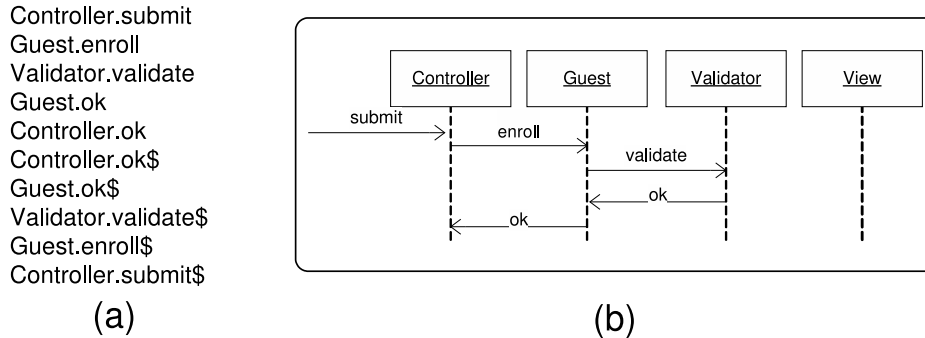 Controller.submit
Guest.enroll
Validator.validate
Guest.ok
Controller.ok
Controller.ok$
Guest.ok$
Validator.validate$
Guest.enroll$
Controller.submit$
(a)
Controller Guest Validator View
submit
enroll
validate
ok
ok
(b)